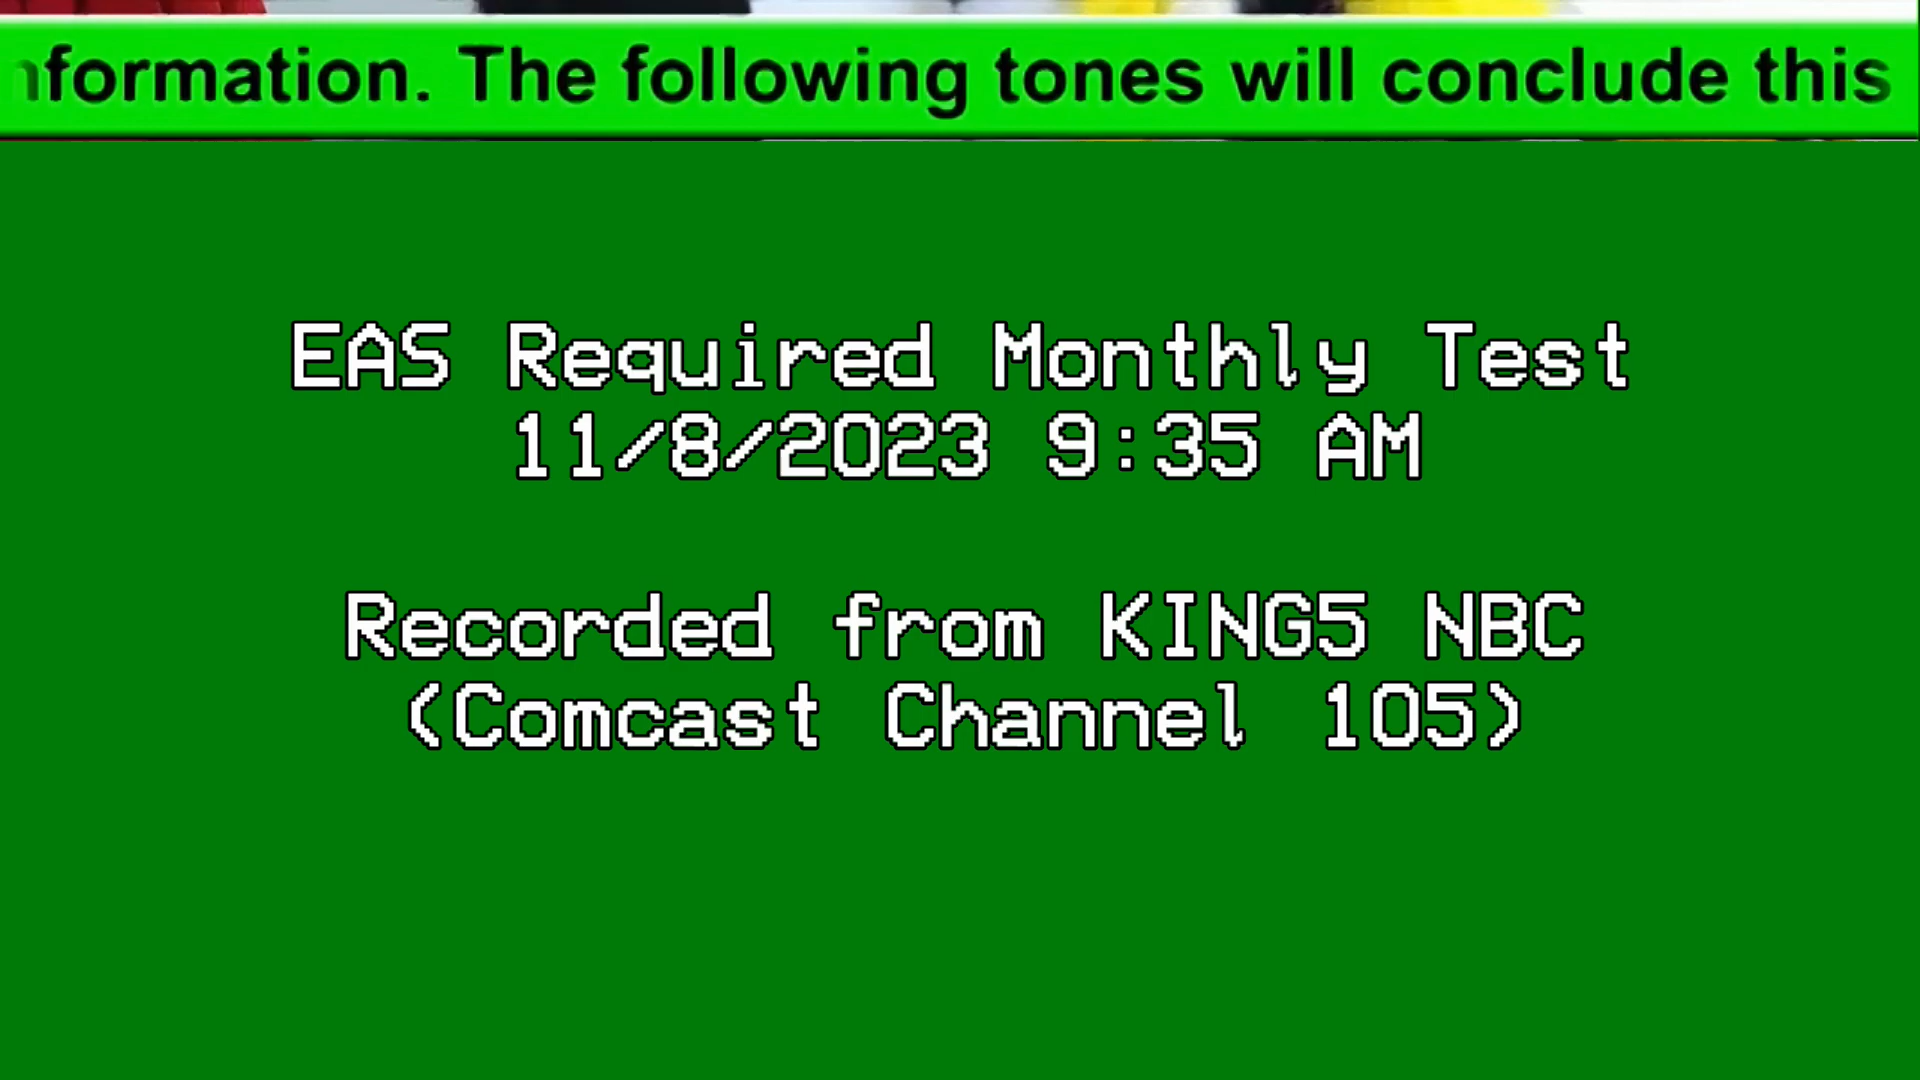 nformation. The following tones will conclude this
EAS Required Monthly Test
11/8/2023 9:35 AM
Recorded from KING5 NBC
(Comcast Channel 105)